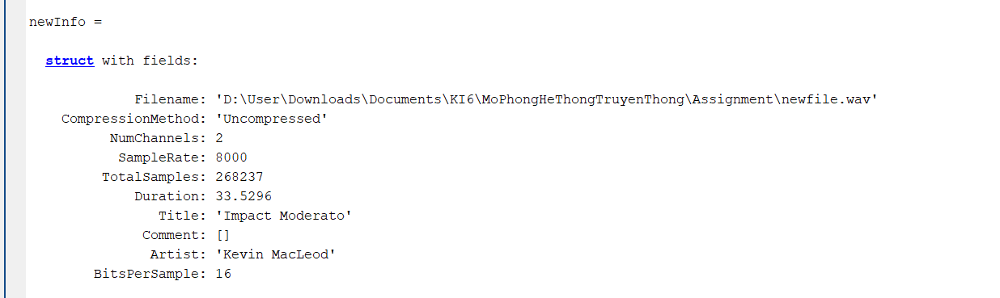 newInfo =
struct with fields:
Filename: 'D:\User\Downloads\Documents\KI6\MoPhongHeThongTruyenThong\Assignment\newfile.wav'
CompressionMethod: 'Uncompressed'
NumChannels: 2
SampleRate: 8000
TotalSamples: 268237
Duration: 33.5296
Title: 'Impact Moderato'
Comment: []
Artist: 'Kevin MacLeod'
BitsPerSample: 16